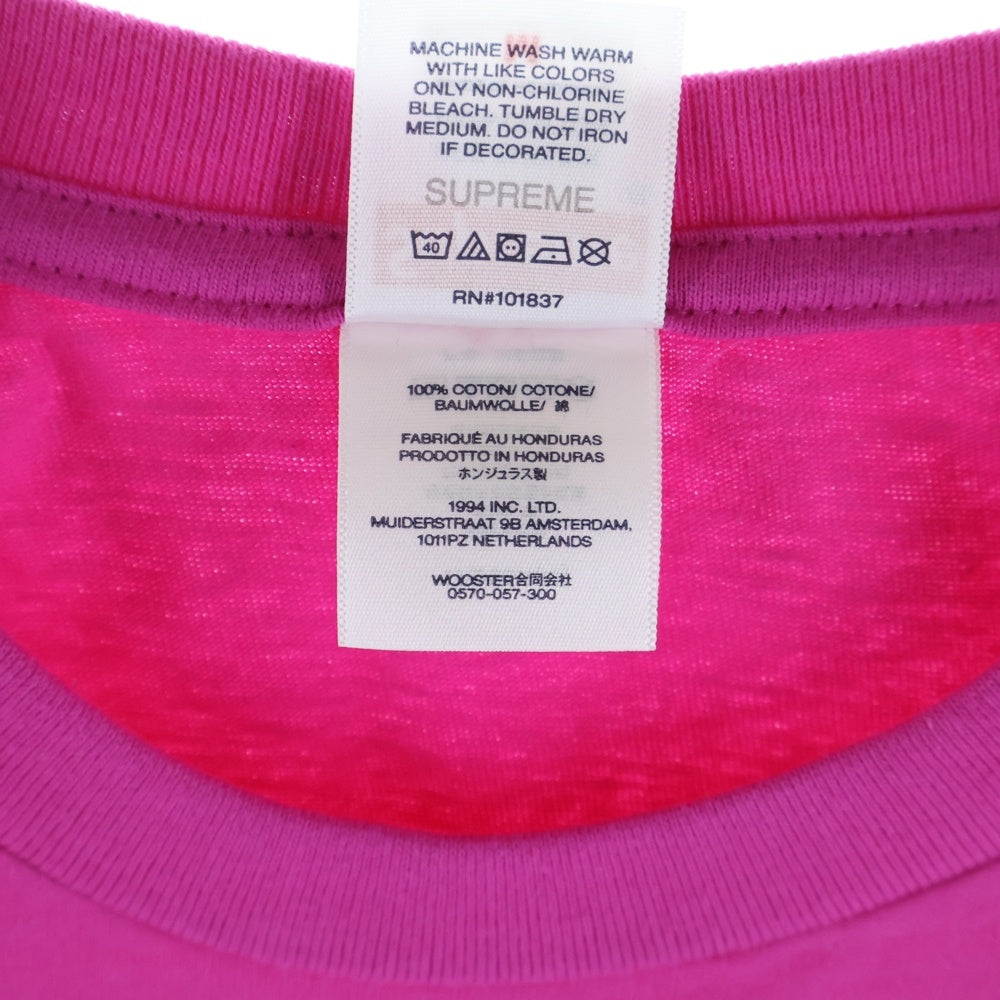 MACHINE WASH WARM
WITH LIKE COLORS
ONLY NON-CHLORINE
BLEACH. TUMBLE DRY
MEDIUM. DO NOT IRON
IF DECORATED.
SUPREME
40
RN#101837
100% COTON/ COTONE/
BAUMWOLLE/ 綿
FABRIQUÉ AU HONDURAS
PRODOTTO IN HONDURAS
ホンジュラス製
1994 INC. LTD.
MUIDERSTRAAT 9B AMSTERDAM,
1011PZ NETHERLANDS
WOOSTER合同会社
0570-057-300